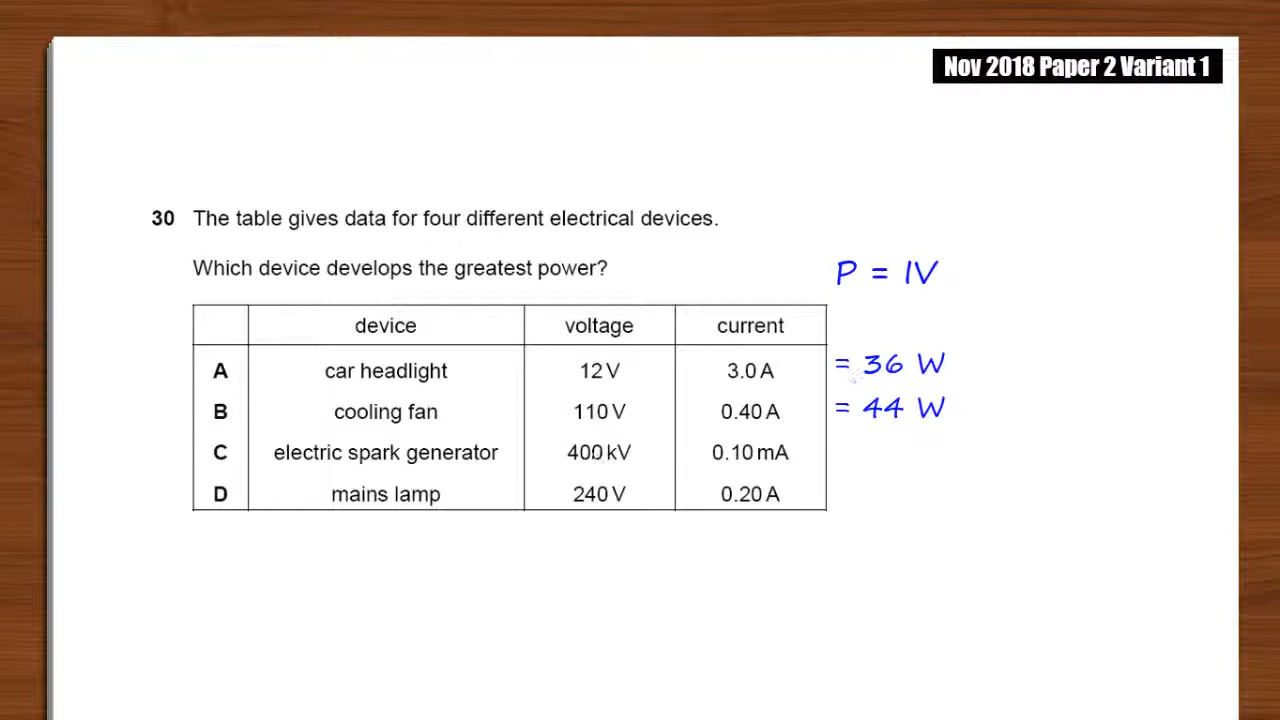 Nov 2018 Paper 2 Variant 1
30 The table gives data for four different electrical devices.
Which device develops the greatest power?
P = IV
device voltage current
A car headlight 12 V 3.0 A = 36 W
B cooling fan 110 V 0.40 A = 44 W
C electric spark generator 400 kV 0.10 mA
D mains lamp 240 V 0.20 A